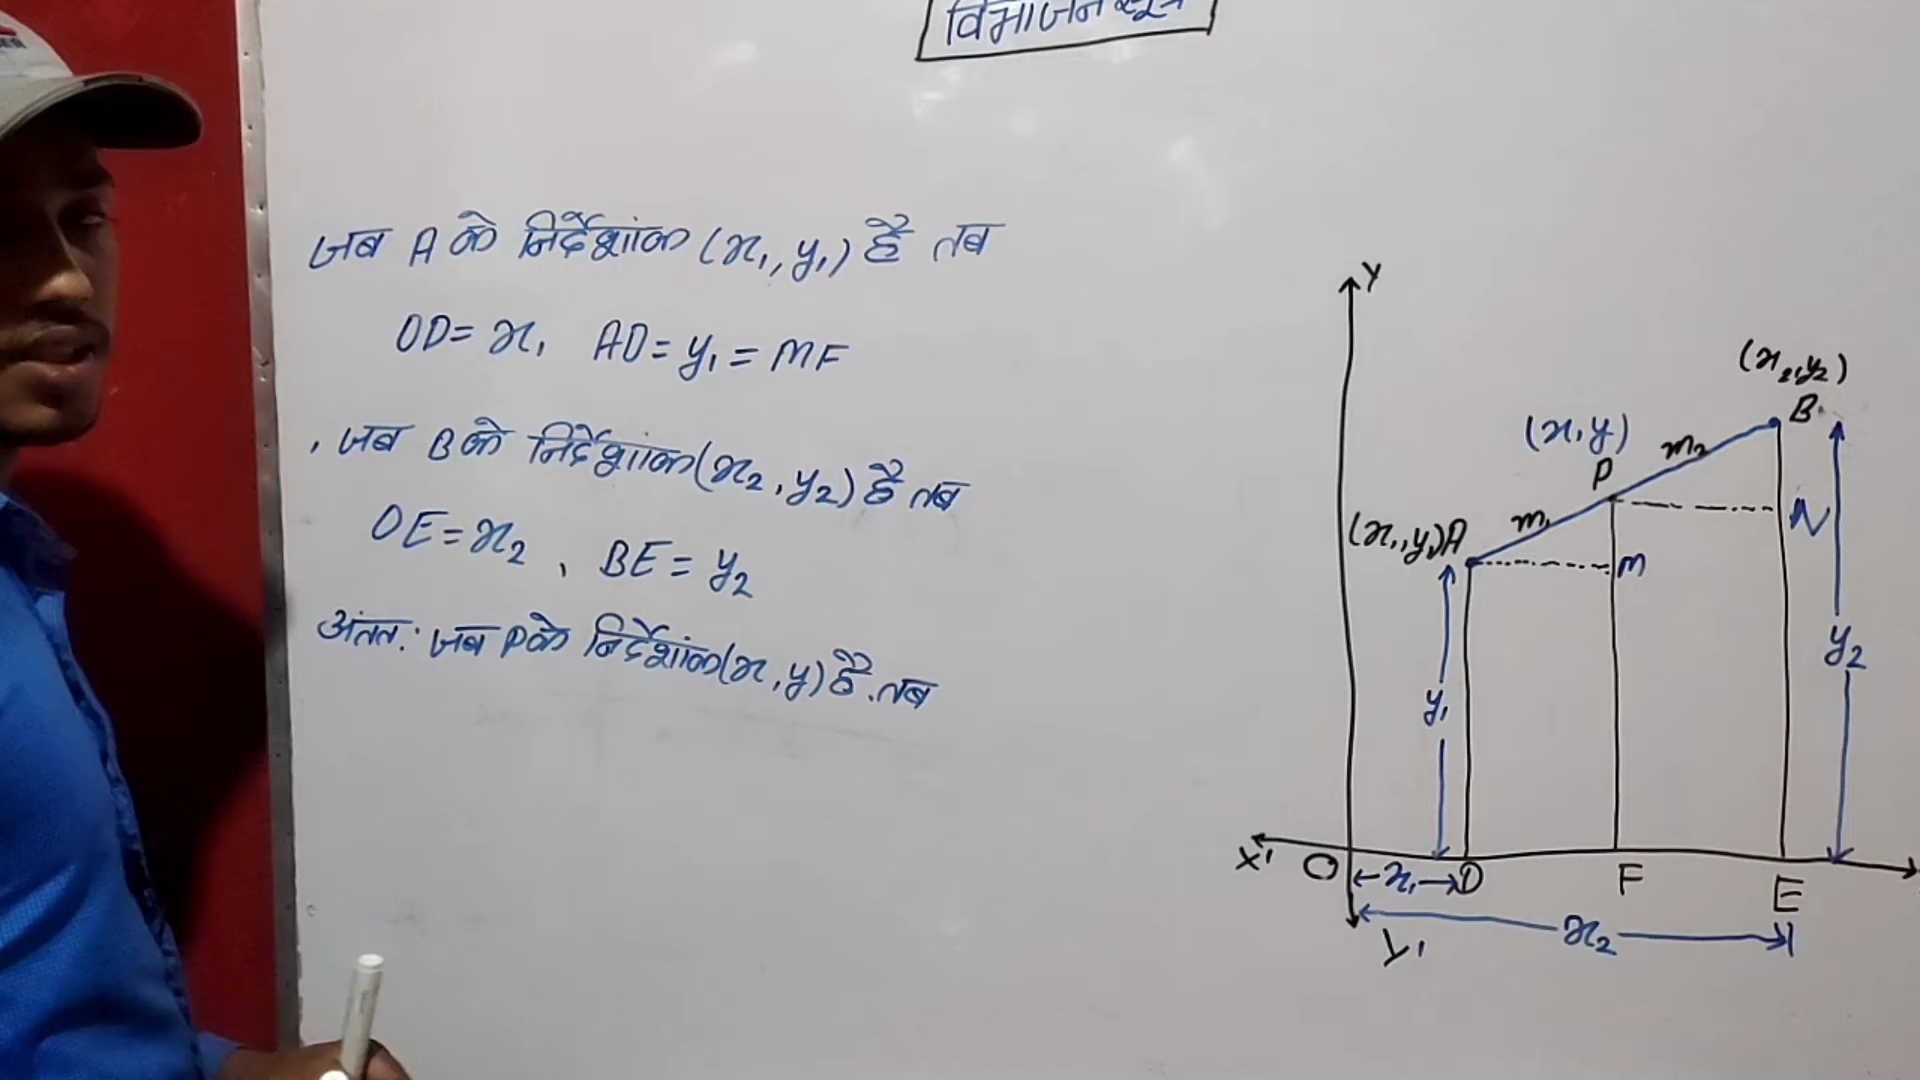 विभाजन सूत्र
जब A के निर्देशांक (x₁, y₁) है तब
OD = x₁ AD = y₁ = MF
, जब B के निर्देशांक (x₂, y₂) है तब
OE = x₂ , BE = y₂
अंततः जब P के निर्देशांक (x, y) है. तब
Y
(x₂, y₂)
B
(x, y)
P
m₂
N
(x₁, y₁) A
m₁
M
y₁
y₂
X'
O
x₁
D
F
E
x₂
Y'